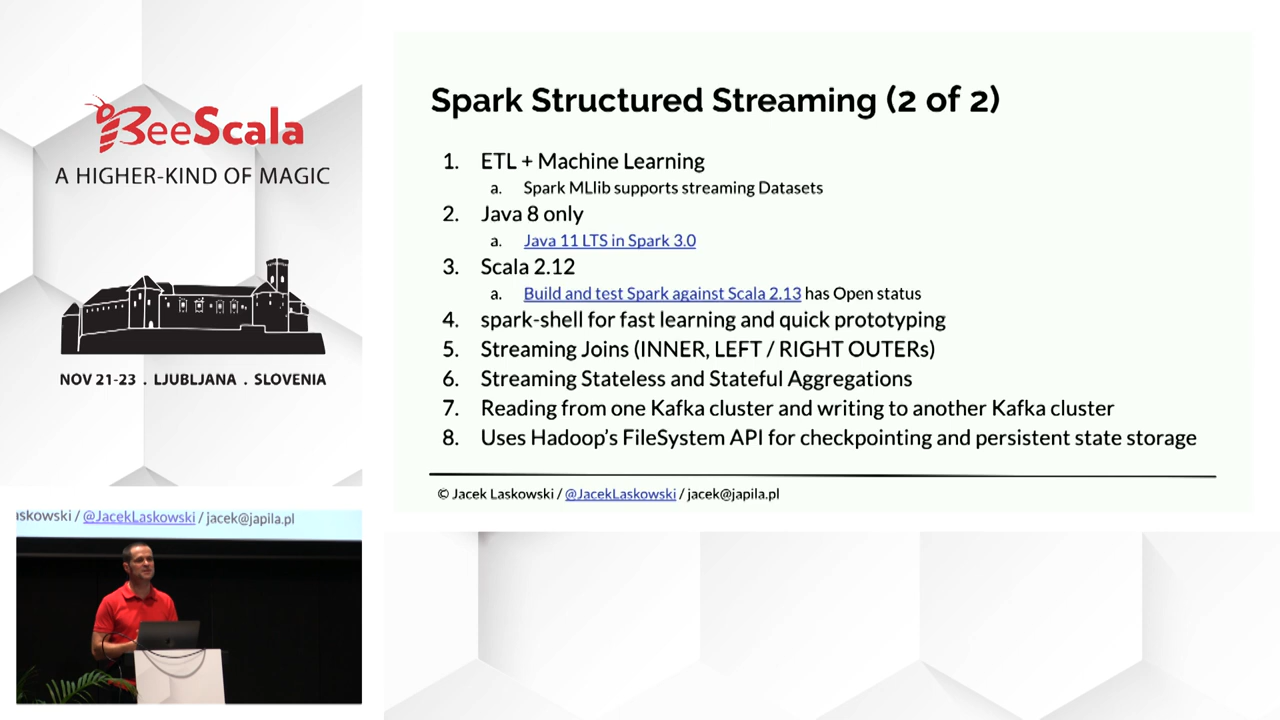 BeeScala
A HIGHER-KIND OF MAGIC
NOV 21-23 . LJUBLJANA . SLOVENIA
Spark Structured Streaming (2 of 2)
1. ETL + Machine Learning
a. Spark MLlib supports streaming Datasets
2. Java 8 only
a. Java 11 LTS in Spark 3.0
3. Scala 2.12
a. Build and test Spark against Scala 2.13 has Open status
4. spark-shell for fast learning and quick prototyping
5. Streaming Joins (INNER, LEFT / RIGHT OUTERs)
6. Streaming Stateless and Stateful Aggregations
7. Reading from one Kafka cluster and writing to another Kafka cluster
8. Uses Hadoop's FileSystem API for checkpointing and persistent state storage
© Jacek Laskowski / @JacekLaskowski / jacek@japila.pl
askowski / @JacekLaskowski / jacek@japila.pl